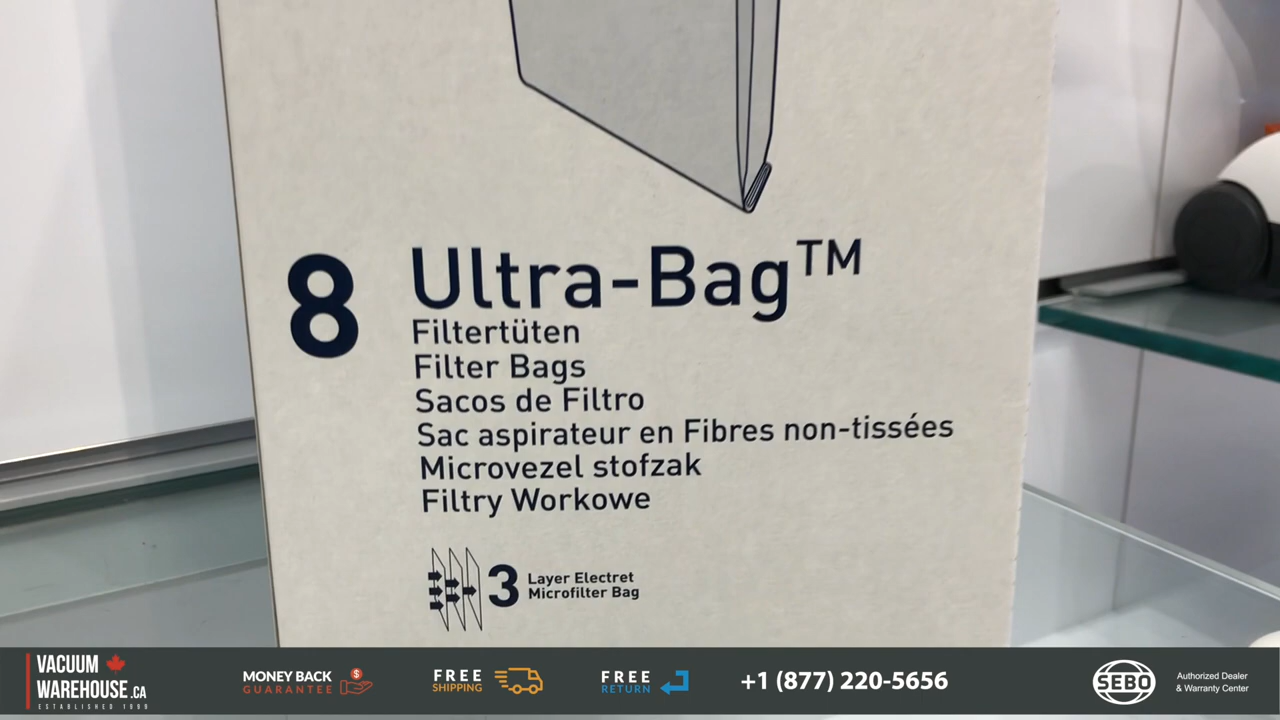 8
Ultra-Bag™
Filtertüten
Filter Bags
Sacos de Filtro
Sac aspirateur en Fibres non-tissées
Microvezel stofzak
Filtry Workowe
3
Layer Electret
Microfilter Bag
VACUUM
WAREHOUSE.CA
ESTABLISHED 1999
MONEY BACK
GUARANTEE
FREE
SHIPPING
FREE
RETURN
+1 (877) 220-5656
SEBO
Authorized Dealer
& Warranty Center